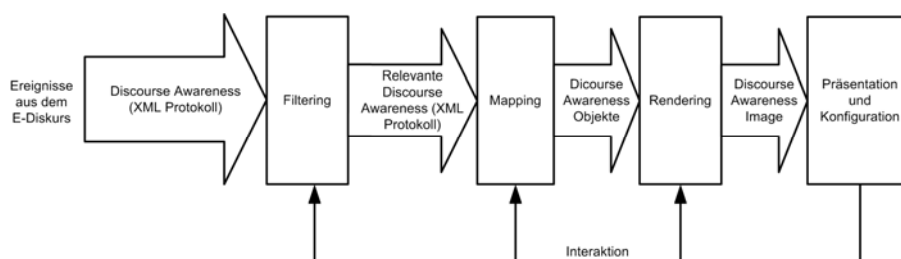 Ereignisse
aus dem
E-Diskurs
Discourse Awareness
(XML Protokoll)
Filtering
Relevante
Discourse
Awareness (XML
Protokoll)
Mapping
Dicourse
Awareness
Objekte
Rendering
Discourse
Awareness
Image
Präsentation
und
Konfiguration
Interaktion